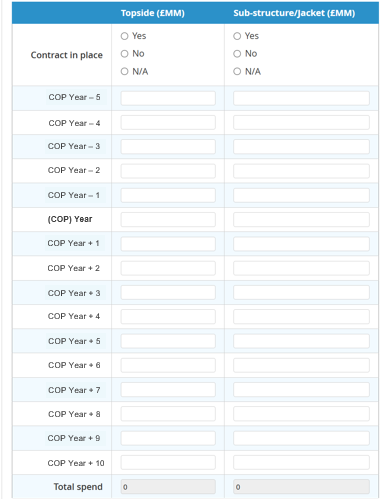 Topside (£MM) Sub-structure/Jacket (£MM)
Yes Yes
Contract in place No No
N/A N/A
COP Year – 5
COP Year – 4
COP Year – 3
COP Year – 2
COP Year – 1
(COP) Year
COP Year + 1
COP Year + 2
COP Year + 3
COP Year + 4
COP Year + 5
COP Year + 6
COP Year + 7
COP Year + 8
COP Year + 9
COP Year + 10
Total spend 0 0